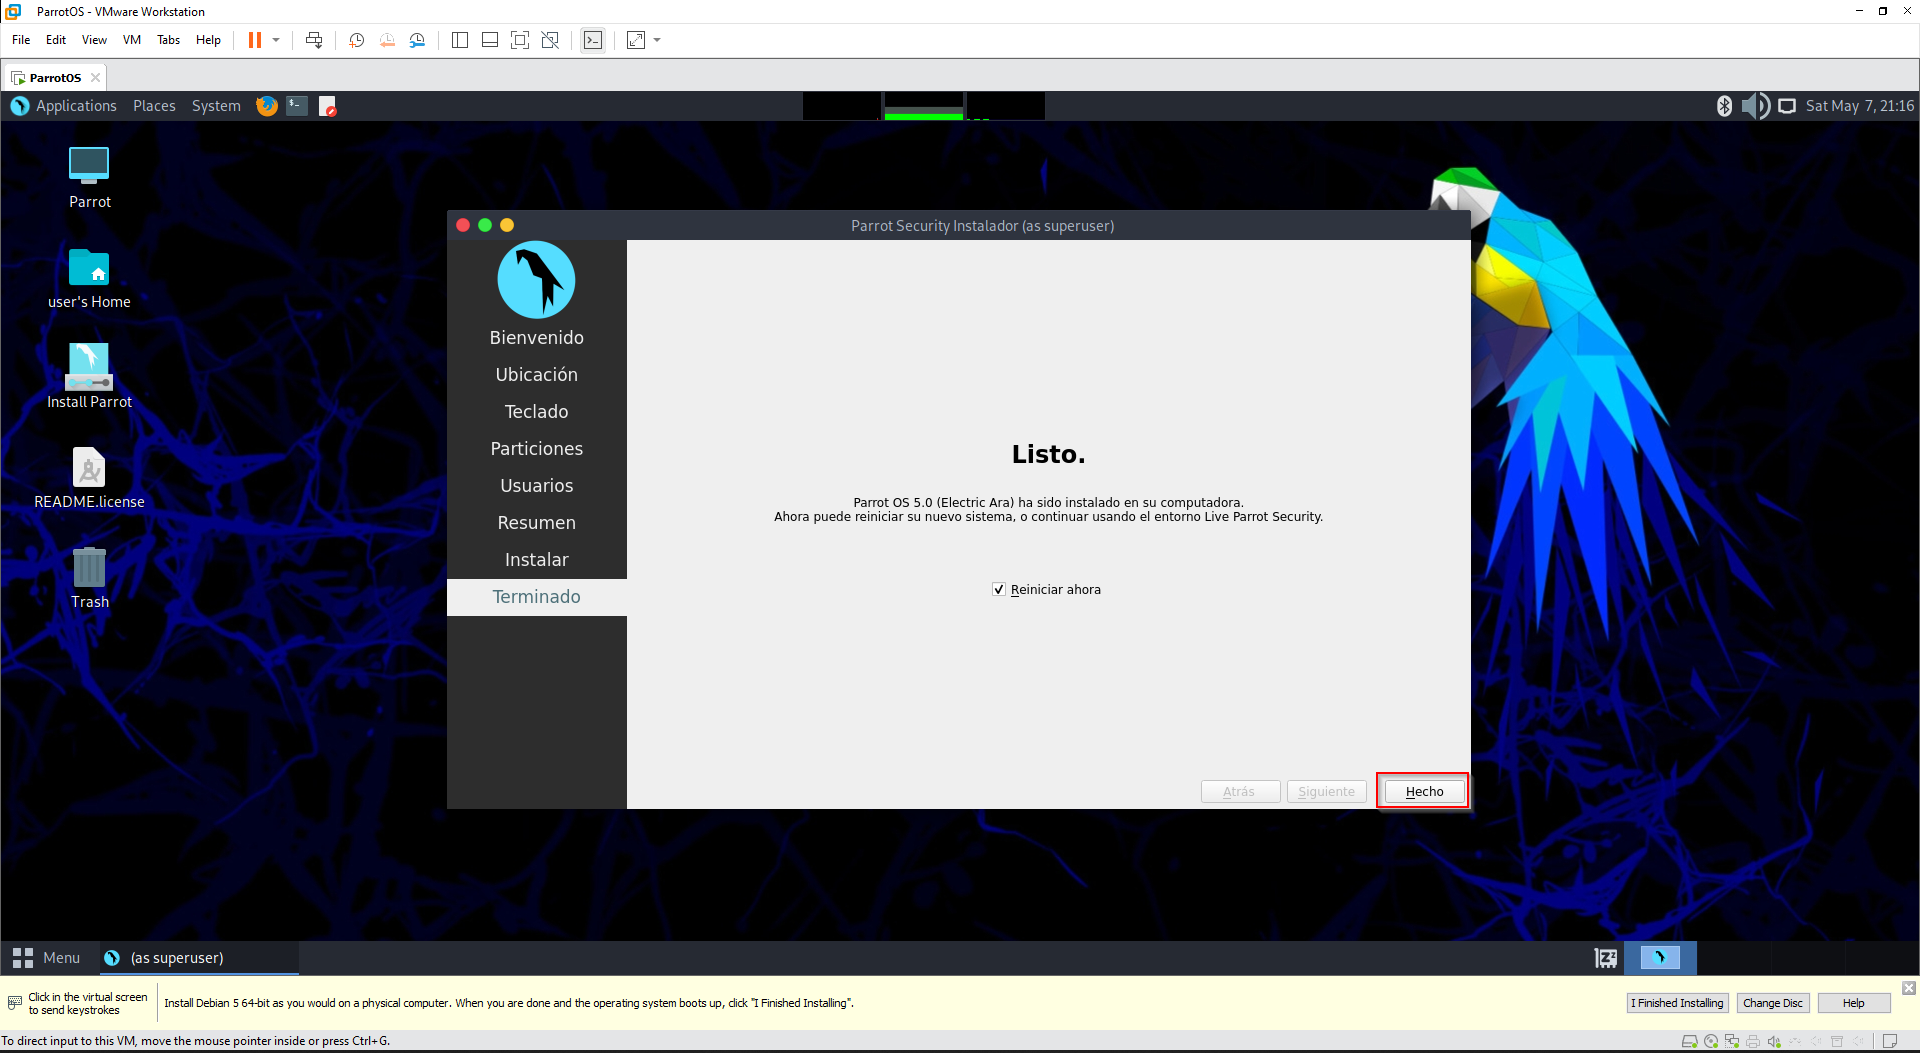 ParrotOS - VMware Workstation
File Edit View VM Tabs Help
ParrotOS
Applications Places System
Sat May 7, 21:16
Parrot
user's Home
Install Parrot
README.license
Trash
Parrot Security Instalador (as superuser)
Bienvenido
Ubicación
Teclado
Particiones
Usuarios
Resumen
Instalar
Terminado
Listo.
Parrot OS 5.0 (Electric Ara) ha sido instalado en su computadora.
Ahora puede reiniciar su nuevo sistema, o continuar usando el entorno Live Parrot Security.
Reiniciar ahora
Atrás Siguiente Hecho
Menu (as superuser)
Click in the virtual screen
to send keystrokes
Install Debian 5 64-bit as you would on a physical computer. When you are done and the operating system boots up, click "I Finished Installing".
I Finished Installing Change Disc Help
To direct input to this VM, move the mouse pointer inside or press Ctrl+G.